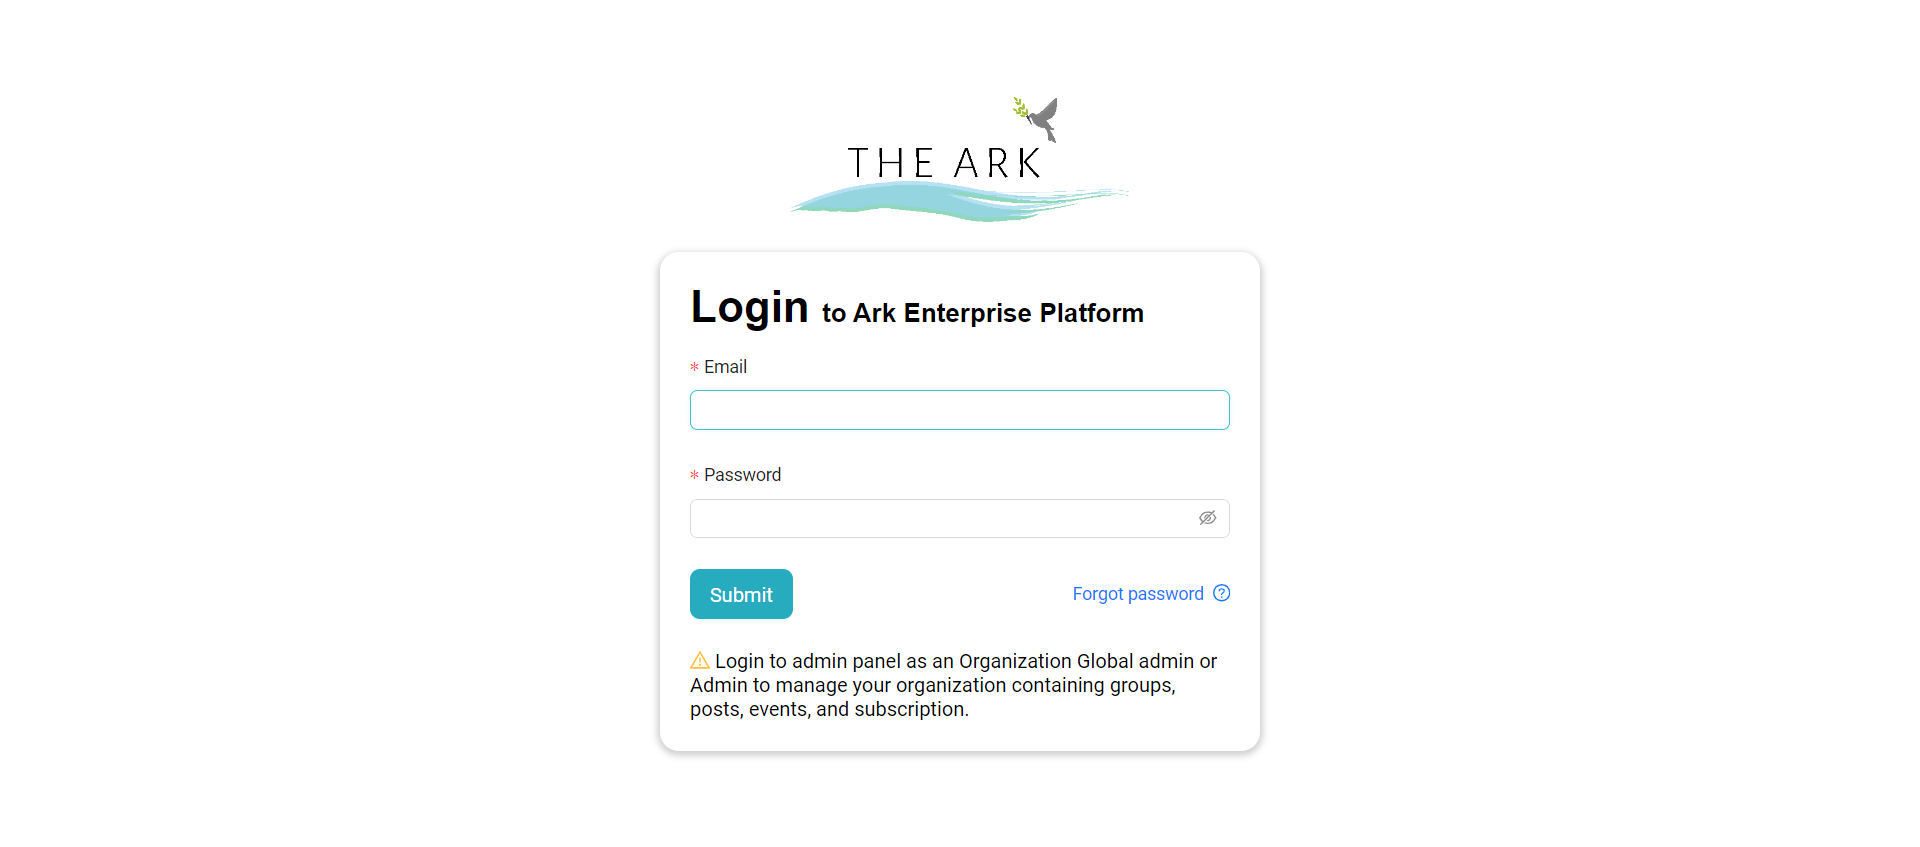 THE ARK
Login to Ark Enterprise Platform
* Email
* Password
Submit
Forgot password
Login to admin panel as an Organization Global admin or
Admin to manage your organization containing groups,
posts, events, and subscription.